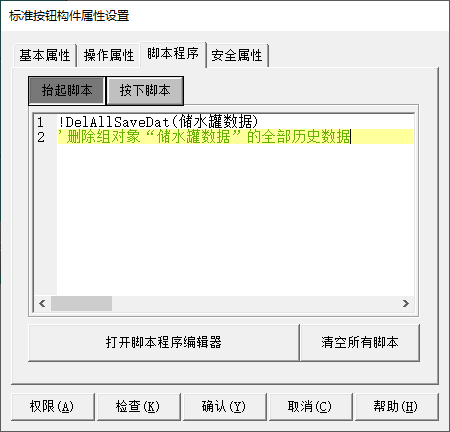 标准按钮构件属性设置
基本属性 操作属性 脚本程序 安全属性
抬起脚本 按下脚本
1 !DelAllSaveDat(储水罐数据)
2 '删除组对象“储水罐数据”的全部历史数据
打开脚本程序编辑器 清空所有脚本
权限(A) 检查(K) 确认(Y) 取消(C) 帮助(H)